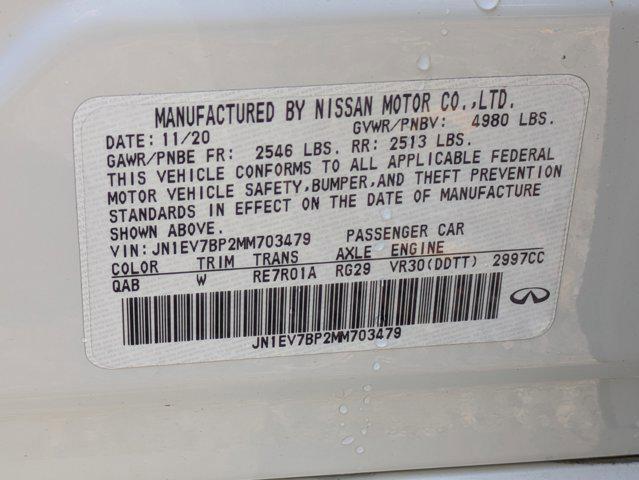 MANUFACTURED BY NISSAN MOTOR CO.,LTD.
DATE: 11/20 GVWR/PNBV: 4980 LBS.
GAWR/PNBE FR: 2546 LBS. RR: 2513 LBS.
THIS VEHICLE CONFORMS TO ALL APPLICABLE FEDERAL
MOTOR VEHICLE SAFETY,BUMPER,AND THEFT PREVENTION
STANDARDS IN EFFECT ON THE DATE OF MANUFACTURE
SHOWN ABOVE.
VIN: JN1EV7BP2MM703479 PASSENGER CAR
COLOR TRIM TRANS AXLE ENGINE
QAB W RE7R01A RG29 VR30(DDTT) 2997CC
JN1EV7BP2MM703479